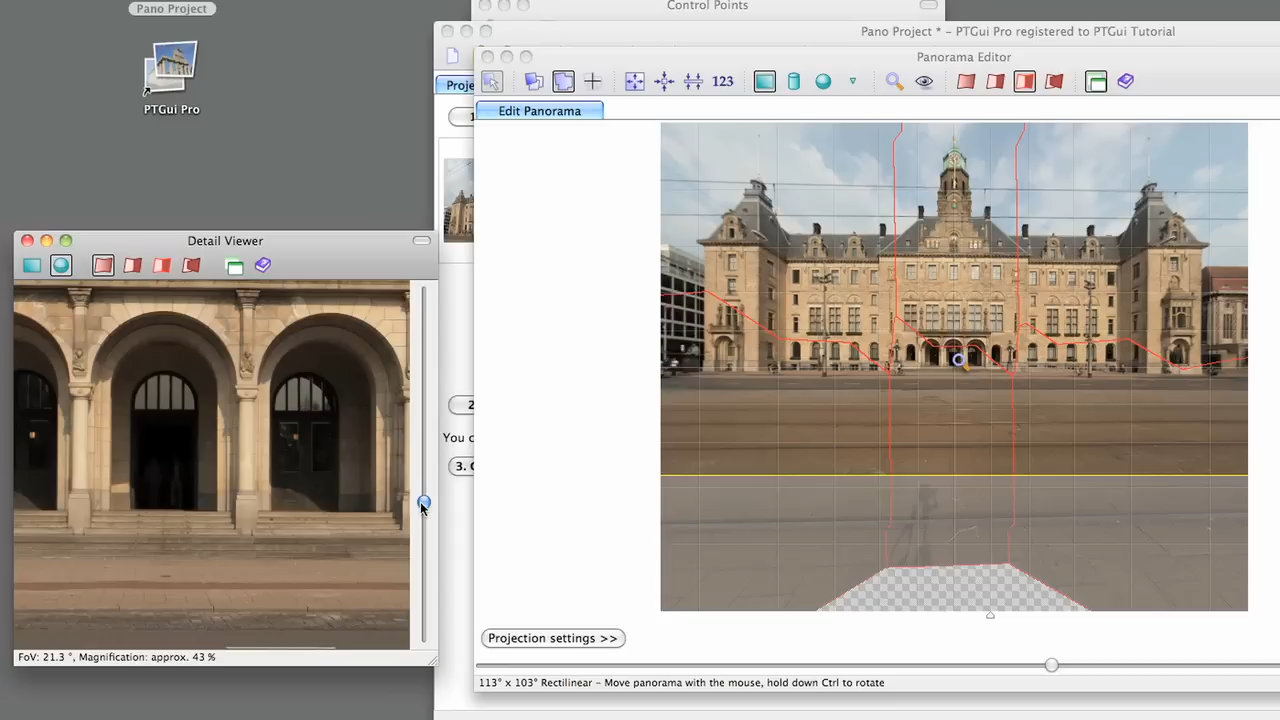 Pano Project
Control Points
PTGui Pro
Pano Project * – PTGui Pro registered to PTGui Tutorial
Panorama Editor
123
Proje
Edit Panorama
1
Detail Viewer
2
You c
3. C
Projection settings >>
FoV: 21.3 °, Magnification: approx. 43 %
113° x 103° Rectilinear – Move panorama with the mouse, hold down Ctrl to rotate